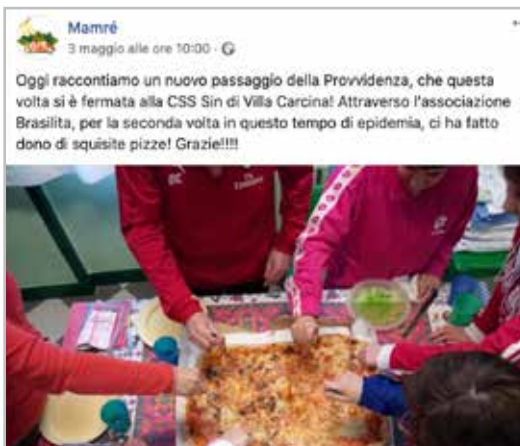 Mamré
3 maggio alle ore 10:00 ·
Oggi raccontiamo un nuovo passaggio della Provvidenza, che questa
volta si è fermata alla CSS Sin di Villa Carcina! Attraverso l'associazione
Brasilita, per la seconda volta in questo tempo di epidemia, ci ha fatto
dono di squisite pizze! Grazie!!!!